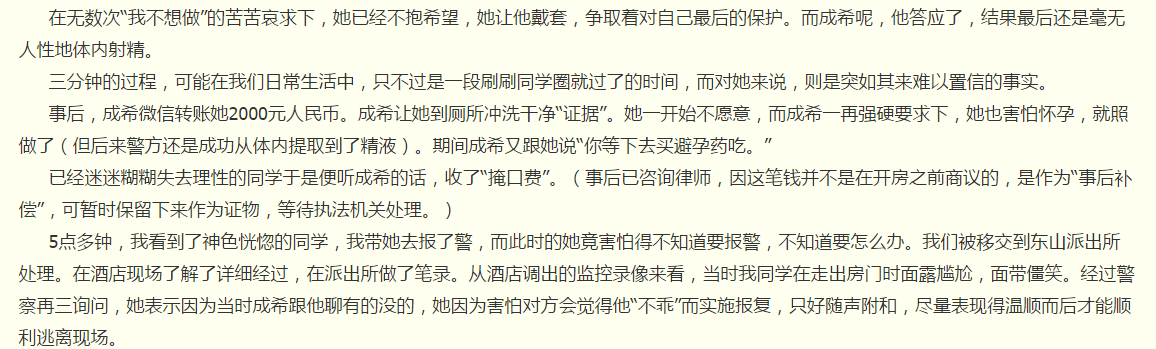 在无数次“我不想做”的苦苦哀求下，她已经不抱希望，她让他戴套，争取着对自己最后的保护。而成希呢，他答应了，结果最后还是毫无
人性地体内射精。
三分钟的过程，可能在我们日常生活中，只不过是一段刷刷同学圈就过了的时间，而对她来说，则是突如其来难以置信的事实。
事后，成希微信转账她2000元人民币。成希让她到厕所冲洗干净“证据”。她一开始不愿意，而成希一再强硬要求下，她也害怕怀孕，就照
做了（但后来警方还是成功从体内提取到了精液）。期间成希又跟她说“你等下去买避孕药吃。”
已经迷迷糊糊失去理性的同学于是便听成希的话，收了“掩口费”。（事后已咨询律师，因这笔钱并不是在开房之前商议的，是作为“事后补
偿”，可暂时保留下来作为证物，等待执法机关处理。）
5点多钟，我看到了神色恍惚的同学，我带她去报了警，而此时的她竟害怕得不知道要报警，不知道要怎么办。我们被移交到东山派出所
处理。在酒店现场了解了详细经过，在派出所做了笔录。从酒店调出的监控录像来看，当时我同学在走出房门时面露尴尬，面带僵笑。经过警
察再三询问，她表示因为当时成希跟他聊有的没的，她因为害怕对方会觉得他“不乖”而实施报复，只好随声附和，尽量表现得温顺而后才能顺
利逃离现场。